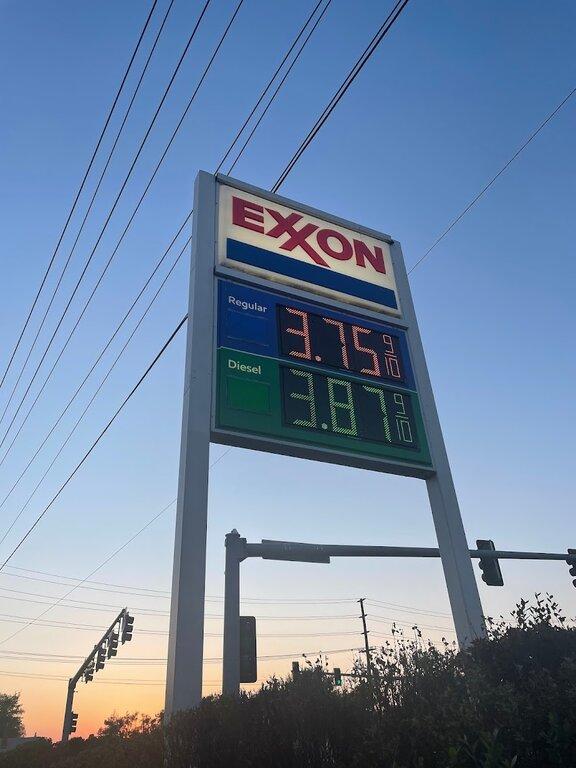 EXXON
Regular
3.75 9/10
Diesel
3.87 9/10